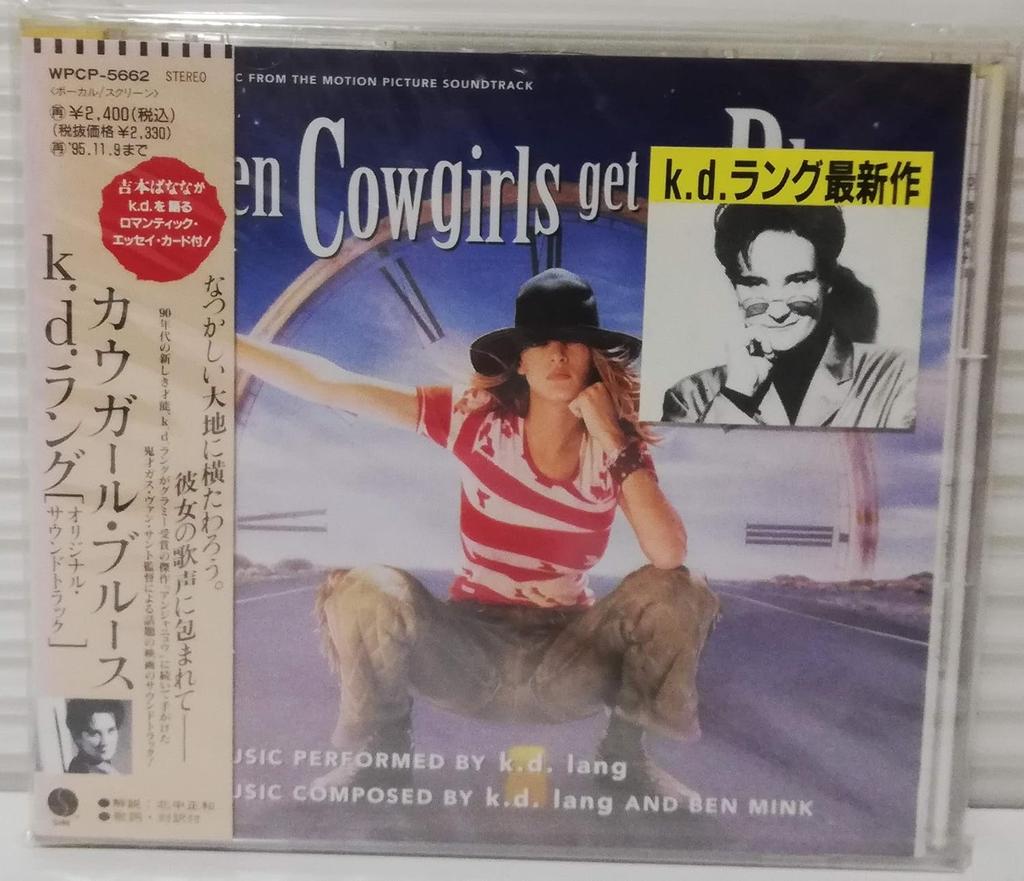 WPCP-5662 STEREO
〈ボーカル/スクリーン〉
再¥2,400(税込)
(税抜価格¥2,330)
再'95.11.9まで
吉本ばななが
k.d.を語る
ロマンティック・
エッセイ・カード付!
なつかしい大地に横たわろう。
彼女の歌声に包まれて——
90年代の新しき才能、k.d.ラングがグラミー受賞の傑作「アンジャニュウ」に続いて手がけた
鬼才ガス・ヴァン・サント監督による話題の映画のサウンドトラック!
カウガール・ブルース
k.d.ラング
[オリジナル・
サウンドトラック]
●解説:北中正和
●歌詞・対訳付
C FROM THE MOTION PICTURE SOUNDTRACK
en Cowgirls get
k.d.ラング最新作
USIC PERFORMED BY k.d. lang
USIC COMPOSED BY k.d. lang AND BEN MINK